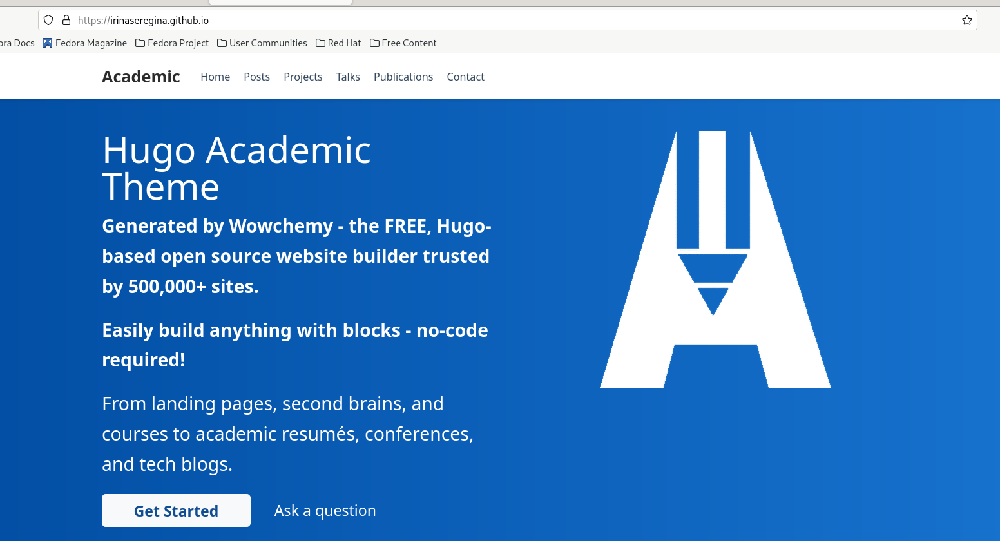 https://irinaseregina.github.io
ora Docs Fedora Magazine Fedora Project User Communities Red Hat Free Content
Academic Home Posts Projects Talks Publications Contact
Hugo Academic
Theme
Generated by Wowchemy - the FREE, Hugo-
based open source website builder trusted
by 500,000+ sites.
Easily build anything with blocks - no-code
required!
From landing pages, second brains, and
courses to academic resumés, conferences,
and tech blogs.
Get Started Ask a question